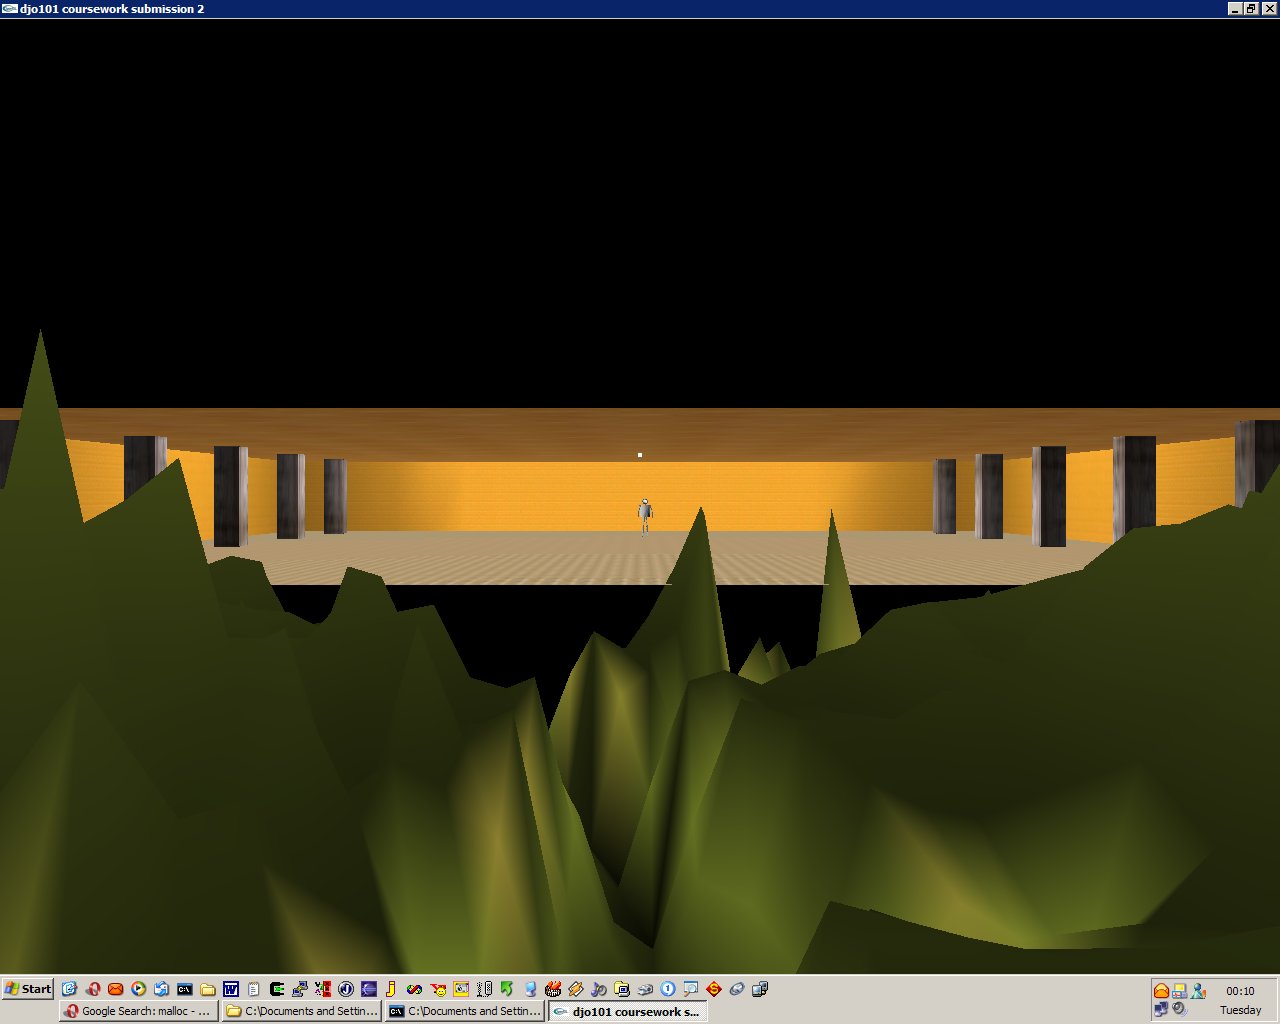 djo101 coursework submission 2
Start
00:10
Google Search: malloc - ...
C:\Documents and Settin...
C:\Documents and Settin...
djo101 coursework s...
Tuesday